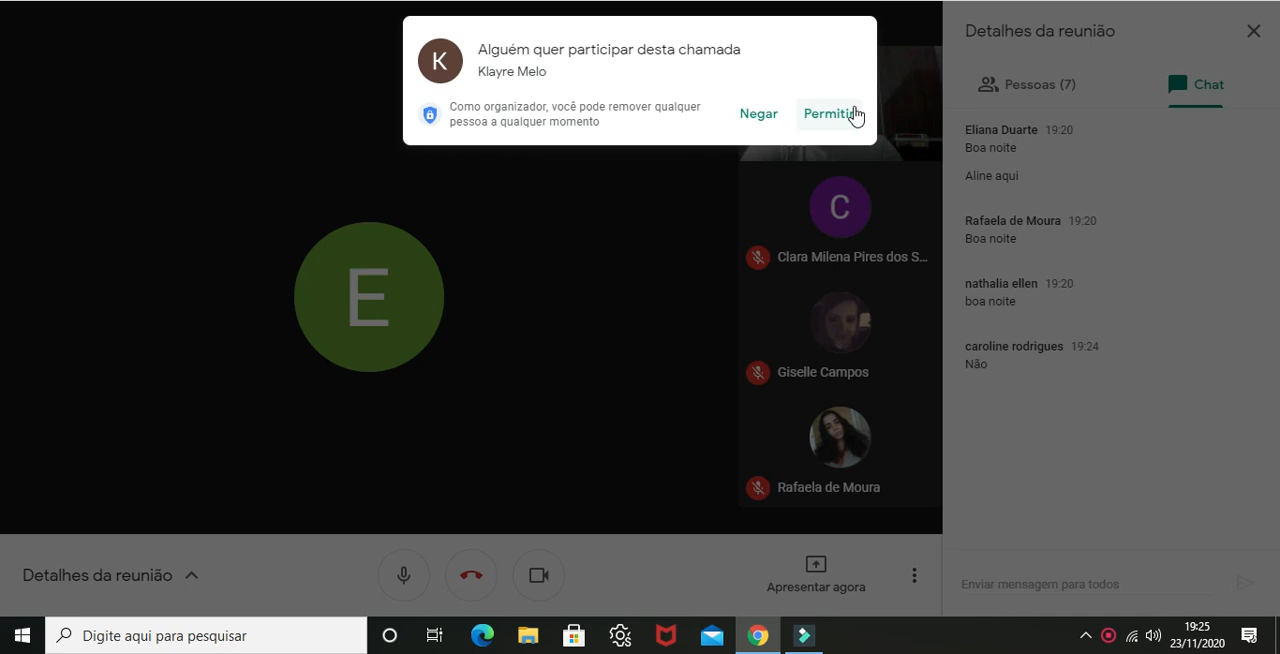 K
Alguém quer participar desta chamada
Klayre Melo
Como organizador, você pode remover qualquer
pessoa a qualquer momento
Negar
Permitir
E
C
Clara Milena Pires dos S...
Giselle Campos
Rafaela de Moura
Detalhes da reunião
Pessoas (7)
Chat
Eliana Duarte 19:20
Boa noite
Aline aqui
Rafaela de Moura 19:20
Boa noite
nathalia ellen 19:20
boa noite
caroline rodrigues 19:24
Não
Enviar mensagem para todos
Detalhes da reunião
Apresentar agora
Digite aqui para pesquisar
19:25
23/11/2020